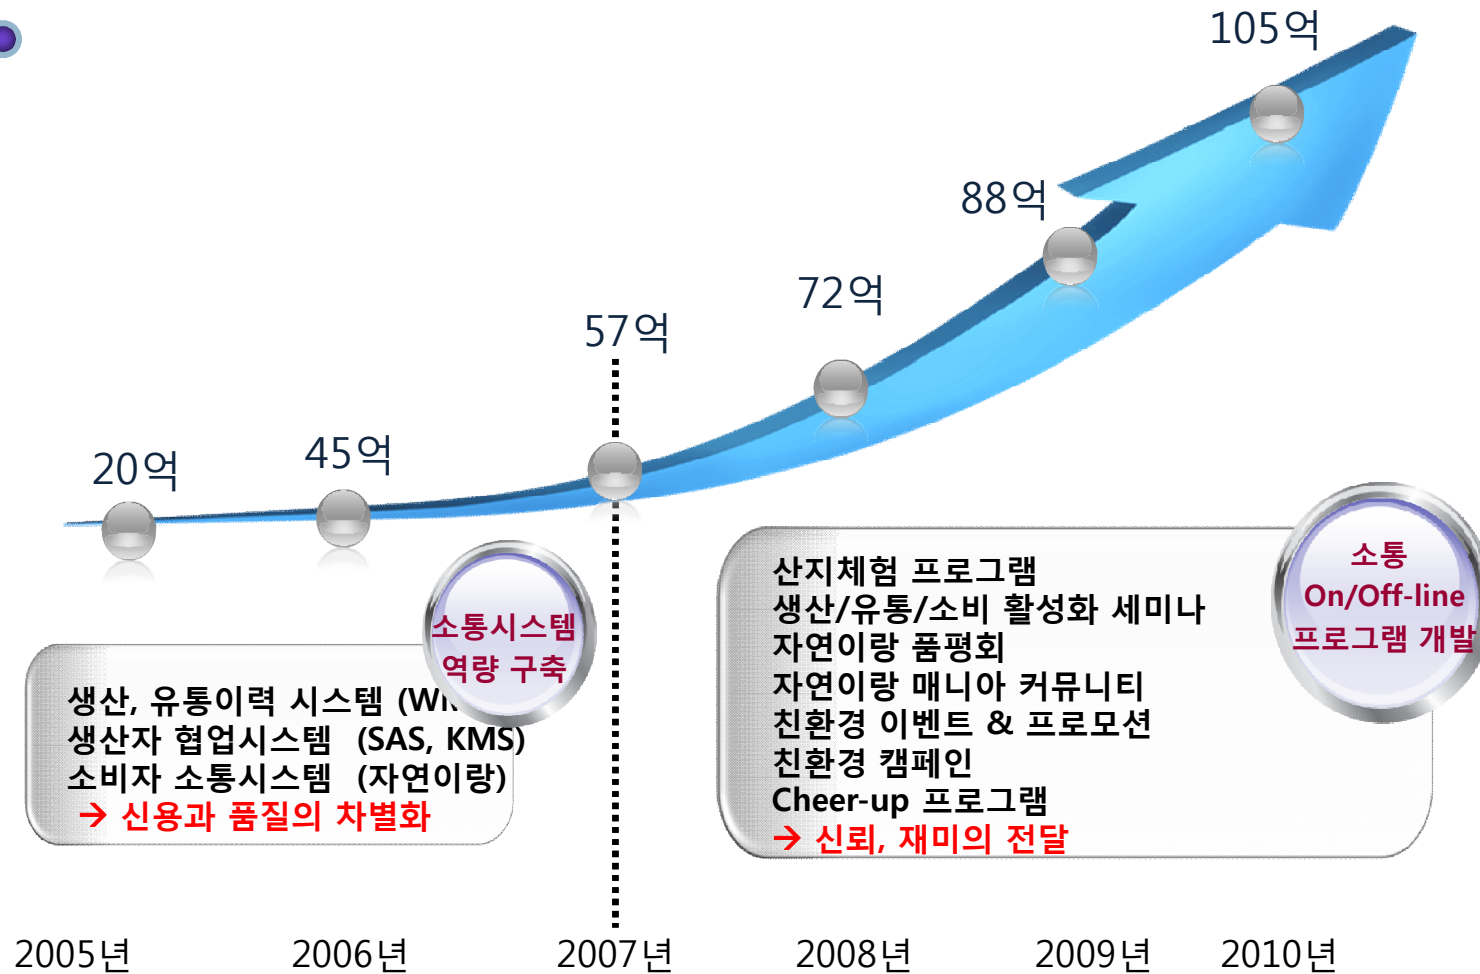 105억
88억
72억
57억
45억
20억
소통시스템
역량 구축
생산, 유통이력 시스템
생산자 협업시스템 (SAS, KMS)
소비자 소통시스템 (자연이랑)
→ 신용과 품질의 차별화
소통
On/Off-line
프로그램 개발
산지체험 프로그램
생산/유통/소비 활성화 세미나
자연이랑 품평회
자연이랑 매니아 커뮤니티
친환경 이벤트 & 프로모션
친환경 캠페인
Cheer-up 프로그램
→ 신뢰, 재미의 전달
2005년 2006년 2007년 2008년 2009년 2010년